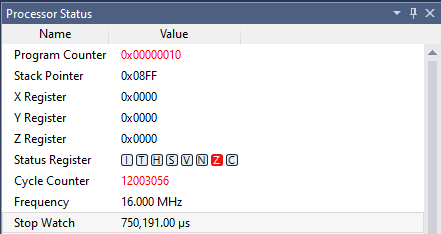 Processor Status
Name Value
Program Counter 0x00000010
Stack Pointer 0x08FF
X Register 0x0000
Y Register 0x0000
Z Register 0x0000
Status Register I T H S V N Z C
Cycle Counter 12003056
Frequency 16.000 MHz
Stop Watch 750,191.00 µs